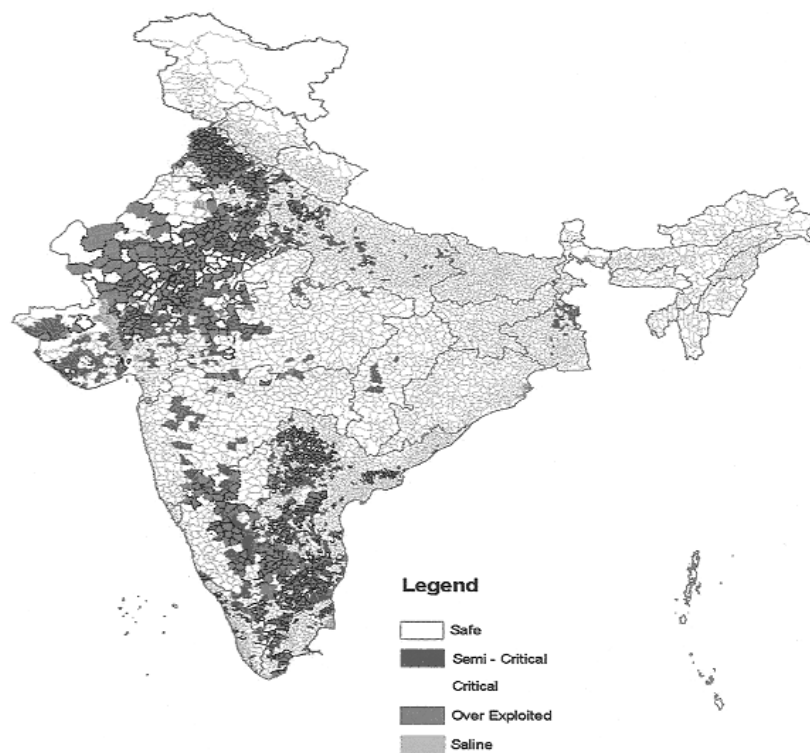 Legend
Safe
Semi - Critical
Critical
Over Exploited
Saline